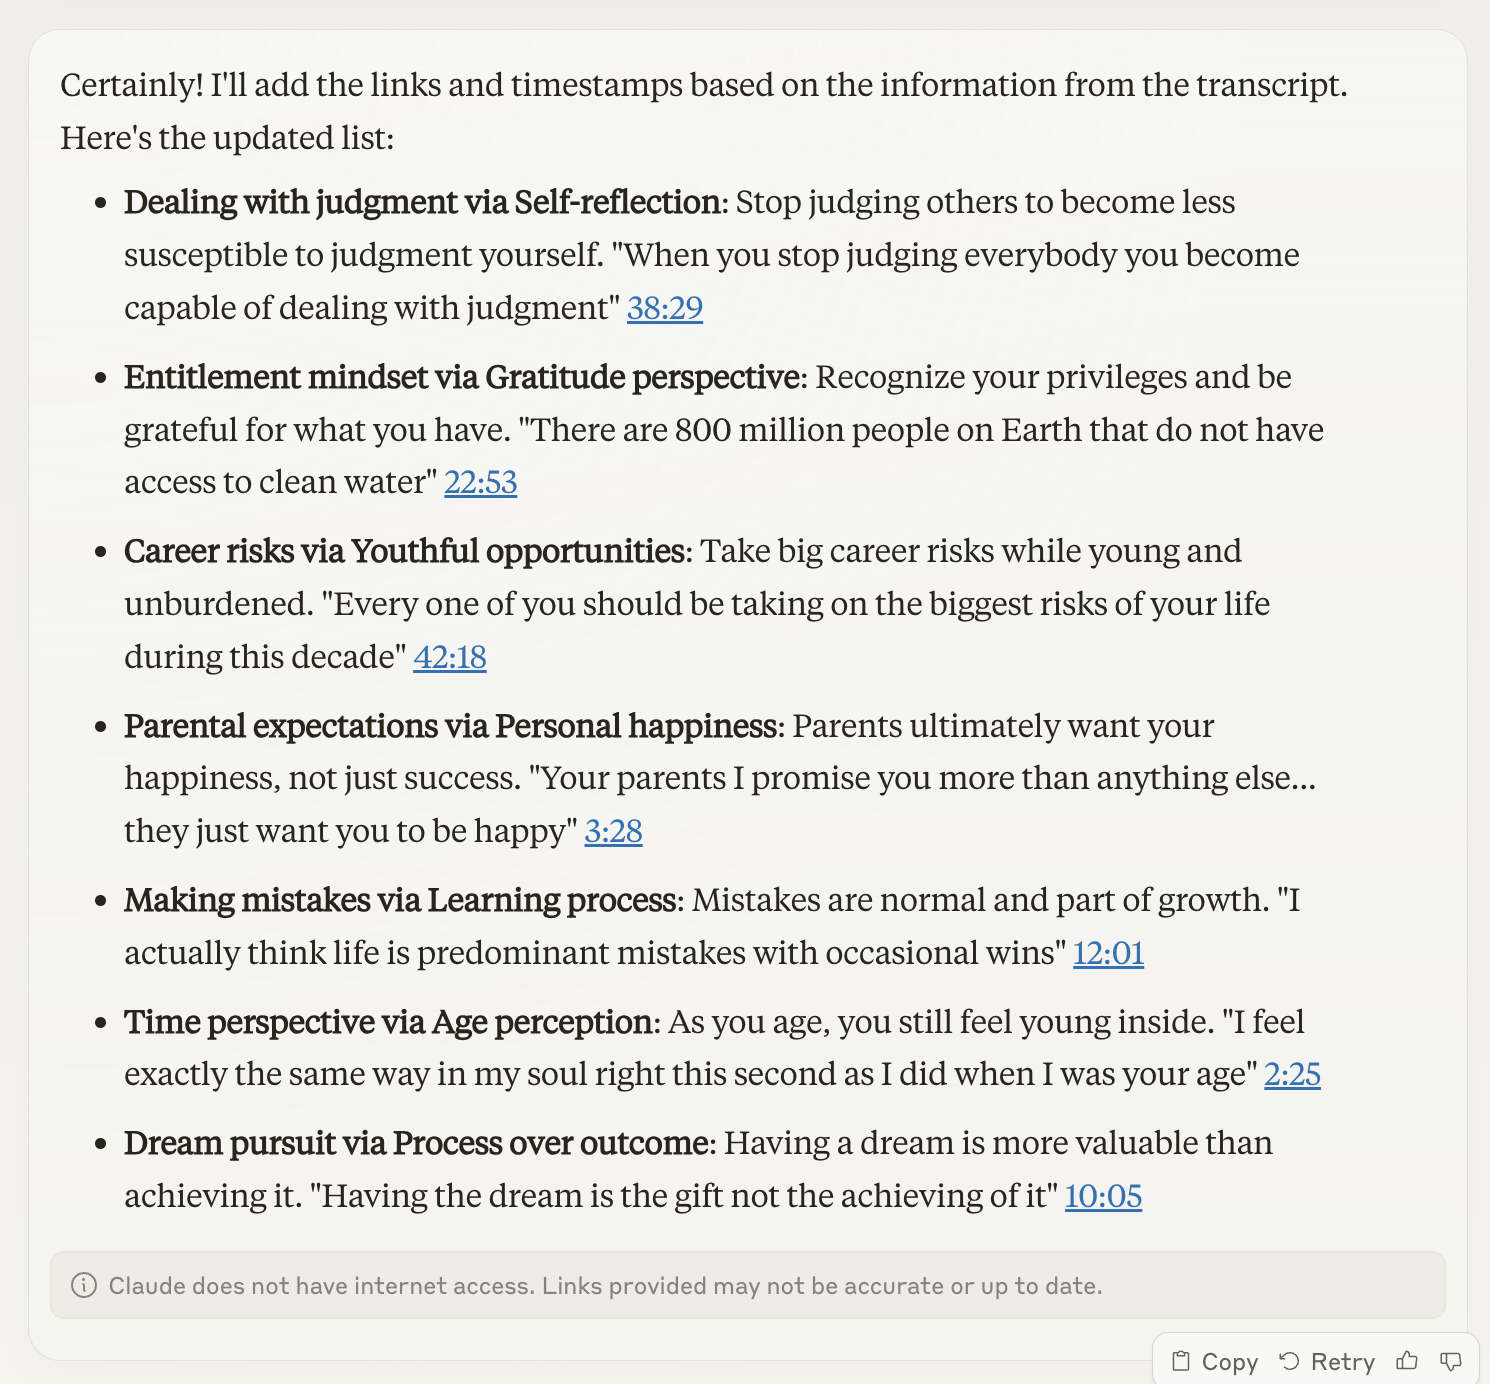 Certainly! I'll add the links and timestamps based on the information from the transcript.
Here's the updated list:
• Dealing with judgment via Self-reflection: Stop judging others to become less
susceptible to judgment yourself. "When you stop judging everybody you become
capable of dealing with judgment" 38:29
• Entitlement mindset via Gratitude perspective: Recognize your privileges and be
grateful for what you have. "There are 800 million people on Earth that do not have
access to clean water" 22:53
• Career risks via Youthful opportunities: Take big career risks while young and
unburdened. "Every one of you should be taking on the biggest risks of your life
during this decade" 42:18
• Parental expectations via Personal happiness: Parents ultimately want your
happiness, not just success. "Your parents I promise you more than anything else...
they just want you to be happy" 3:28
• Making mistakes via Learning process: Mistakes are normal and part of growth. "I
actually think life is predominant mistakes with occasional wins" 12:01
• Time perspective via Age perception: As you age, you still feel young inside. "I feel
exactly the same way in my soul right this second as I did when I was your age" 2:25
• Dream pursuit via Process over outcome: Having a dream is more valuable than
achieving it. "Having the dream is the gift not the achieving of it" 10:05
Claude does not have internet access. Links provided may not be accurate or up to date.
Copy Retry